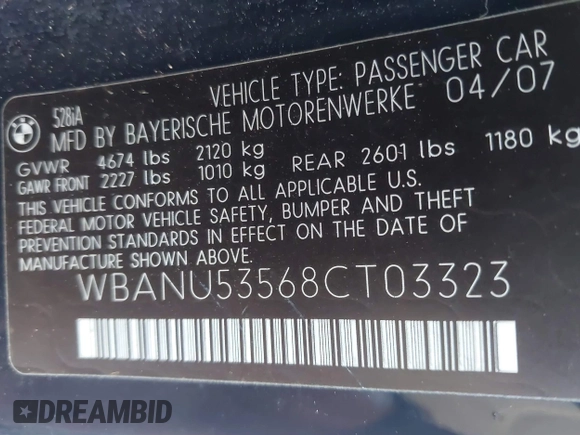 BMW
528iA
VEHICLE TYPE: PASSENGER CAR
MFD BY BAYERISCHE MOTORENWERKE 04/07
GVWR 4674 lbs 2120 kg
GAWR FRONT 2227 lbs 1010 kg REAR 2601 lbs 1180 kg
THIS VEHICLE CONFORMS TO ALL APPLICABLE U.S.
FEDERAL MOTOR VEHICLE SAFETY, BUMPER AND THEFT
PREVENTION STANDARDS IN EFFECT ON THE DATE OF
MANUFACTURE SHOWN ABOVE.
WBANU53568CT03323
DREAMBID